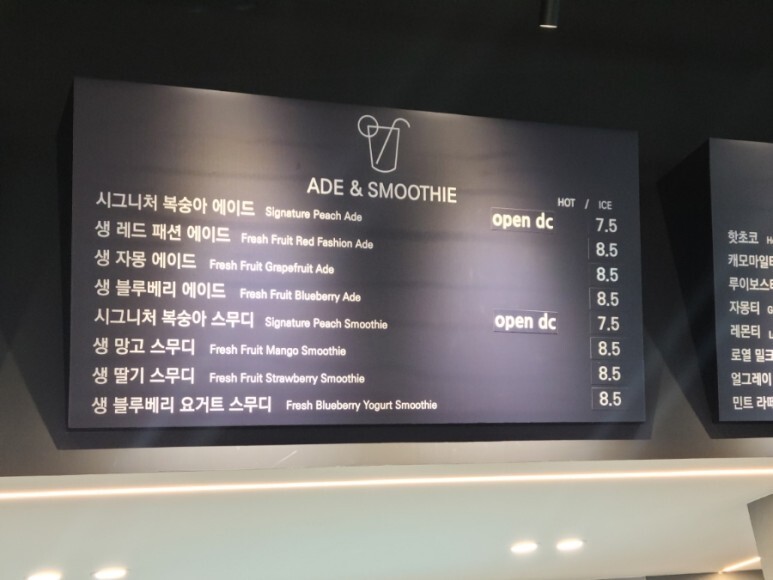 ADE & SMOOTHIE
HOT / ICE
시그니처 복숭아 에이드 Signature Peach Ade open dc 7.5
생 레드 패션 에이드 Fresh Fruit Red Fashion Ade 8.5
생 자몽 에이드 Fresh Fruit Grapefruit Ade 8.5
생 블루베리 에이드 Fresh Fruit Blueberry Ade 8.5
시그니처 복숭아 스무디 Signature Peach Smoothie open dc 7.5
생 망고 스무디 Fresh Fruit Mango Smoothie 8.5
생 딸기 스무디 Fresh Fruit Strawberry Smoothie 8.5
생 블루베리 요거트 스무디 Fresh Blueberry Yogurt Smoothie 8.5
핫초코
캐모마일
루이보스
자몽티
레몬티
로열 밀크
얼그레이
민트